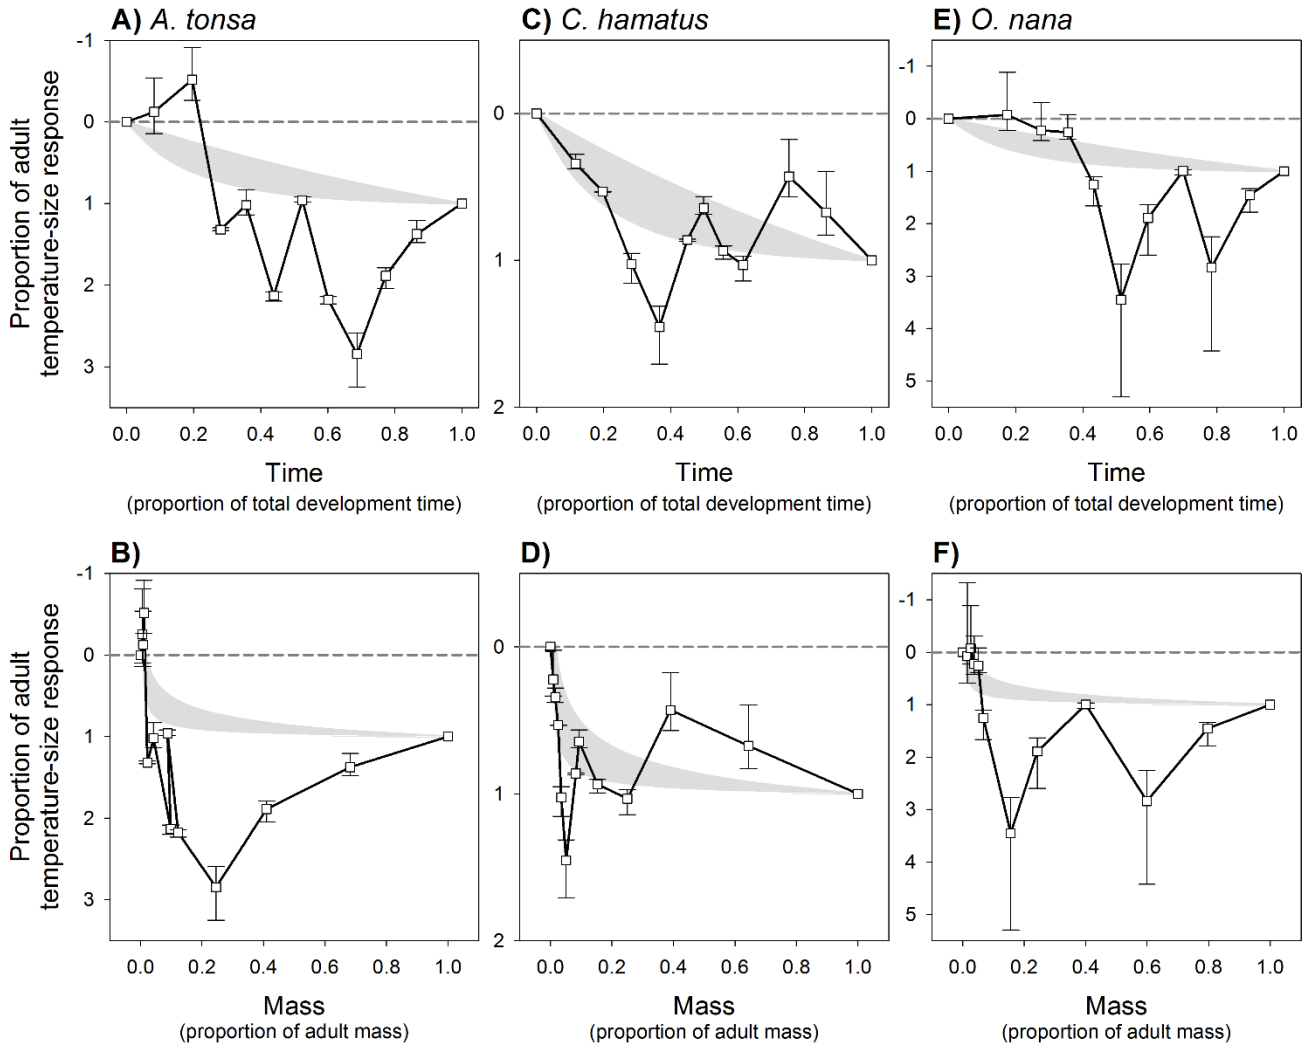 A) A. tonsa
-1
0
1
2
3
0.0 0.2 0.4 0.6 0.8 1.0
Time
(proportion of total development time)
Proportion of adult
temperature-size response
C) C. hamatus
0
1
2
0.0 0.2 0.4 0.6 0.8 1.0
Time
(proportion of total development time)
E) O. nana
-1
0
1
2
3
4
5
0.0 0.2 0.4 0.6 0.8 1.0
Time
(proportion of total development time)
B)
-1
0
1
2
3
0.0 0.2 0.4 0.6 0.8 1.0
Mass
(proportion of adult mass)
Proportion of adult
temperature-size response
D)
0
1
2
0.0 0.2 0.4 0.6 0.8 1.0
Mass
(proportion of adult mass)
F)
-1
0
1
2
3
4
5
0.0 0.2 0.4 0.6 0.8 1.0
Mass
(proportion of adult mass)